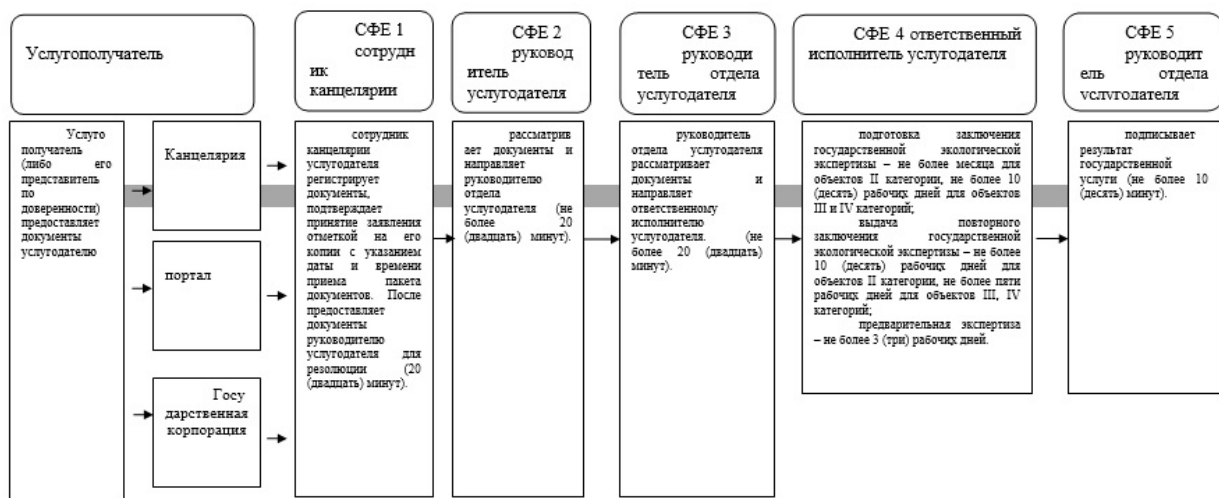 Услугополучатель
СФЕ 1
сотрудн
ик
канцелярии
СФЕ 2
руковод
итель
услугодателя
СФЕ 3
руководи
тель отдела
услугодателя
СФЕ 4 ответственный
исполнитель услугодателя
СФЕ 5
руководит
ель отдела
услугодателя
Услуго
получатель
(либо его
представитель
по
доверенности)
предоставляет
документы
услугодателю
Канцелярия
портал
Госу
дарственная
корпорация
сотрудник
канцелярии
услугодателя
регистрирует
документы,
подтверждает
принятие заявления
отметкой на его
копии с указанием
даты и времени
приема пакета
документов. После
предоставляет
документы
руководителю
услугодателя для
резолюции (20
(двадцать) минут).
рассматрив
ает документы и
направляет
руководителю
отдела
услугодателя (не
более 20
(двадцать) минут).
руководитель
отдела услугодателя
рассматривает
документы и
направляет
ответственному
исполнителю
услугодателя. (не
более 20 (двадцать)
минут).
подготовка заключения
государственной экологической
экспертизы – не более месяца для
объектов II категории, не более 10
(десять) рабочих дней для объектов
III и IV категорий;
выдача повторного
заключения государственной
экологической экспертизы – не более
10 (десять) рабочих дней для
объектов II категории, не более пяти
рабочих дней для объектов III, IV
категорий;
предварительная экспертиза
– не более 3 (три) рабочих дней.
подписывает
результат
государственной
услуги (не более 10
(десять) минут).